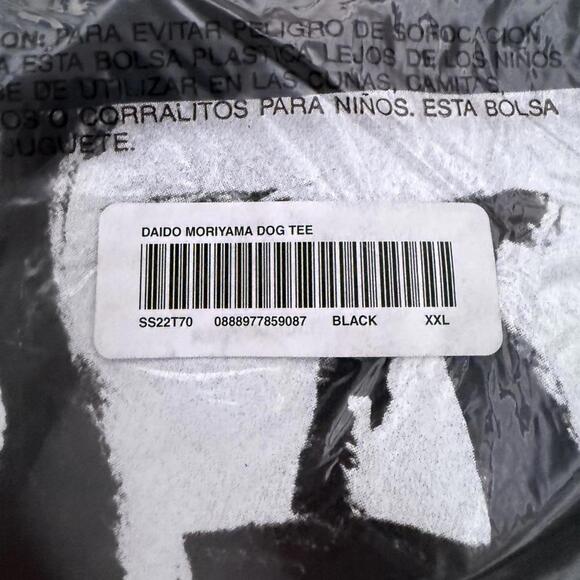 ON: PARA EVITAR PELIGRO DE SOFOCACION,
A ESTA BOLSA PLASTICA LEJOS DE LOS NIÑOS.
DE UTILIZAR EN LAS CUNAS, CAMITAS,
OS O CORRALITOS PARA NIÑOS. ESTA BOLSA
JUGUETE.
DAIDO MORIYAMA DOG TEE
SS22T70 0888977859087 BLACK XXL